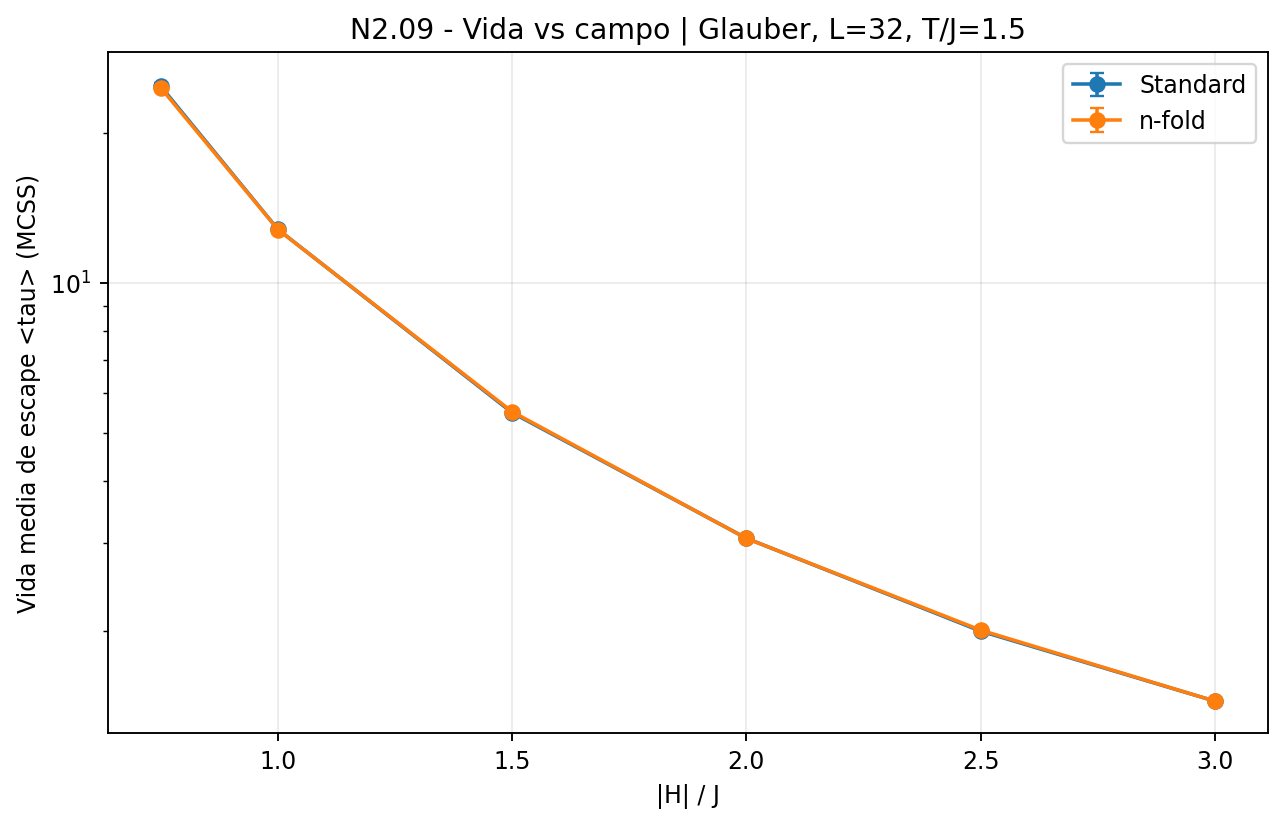 N2.09 - Vida vs campo | Glauber, L=32, T/J=1.5
Standard
n-fold
Vida media de escape <tau> (MCSS)
10¹
1.0 1.5 2.0 2.5 3.0
|H| / J